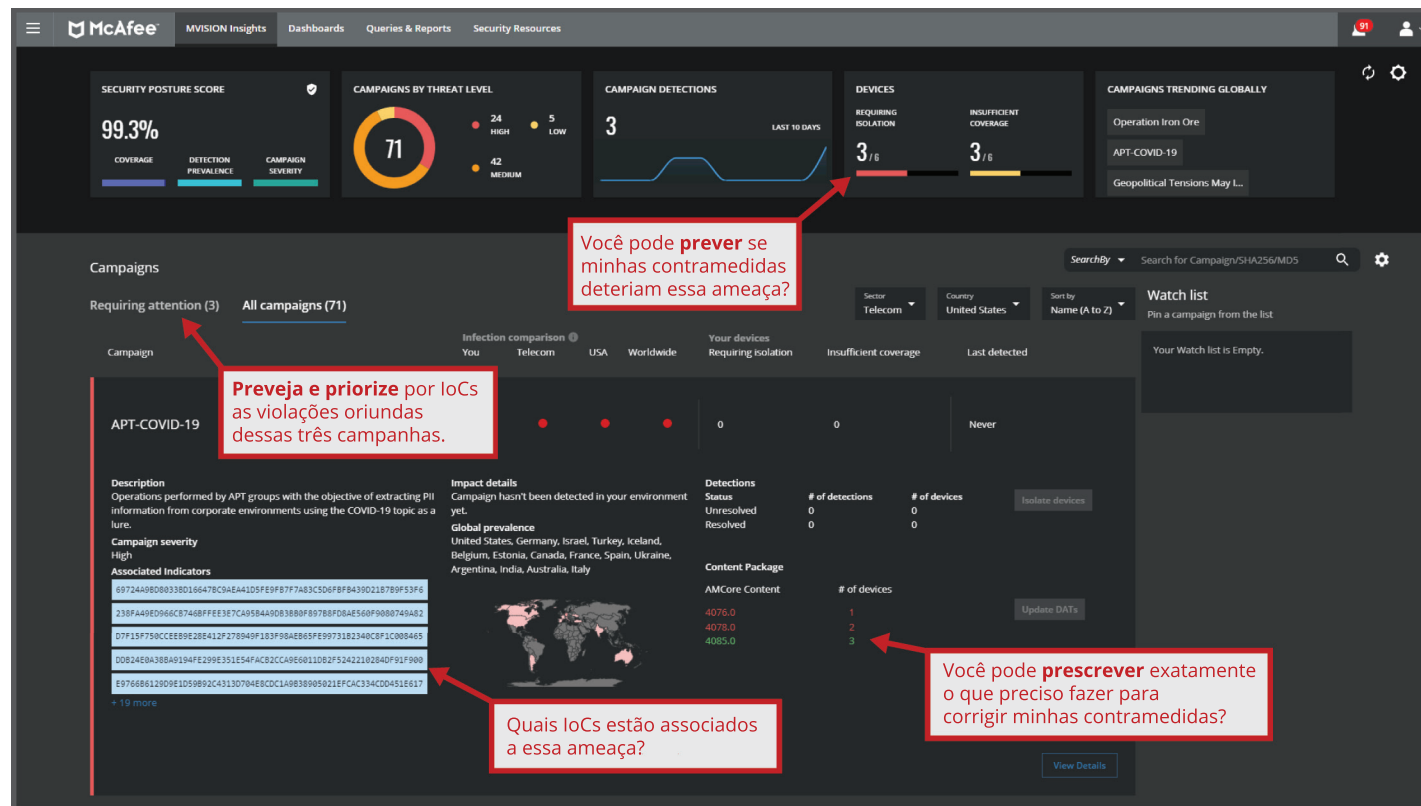 McAfee
MVISION Insights
Dashboards
Queries & Reports
Security Resources
91
SECURITY POSTURE SCORE
99.3%
COVERAGE
DETECTION
PREVALENCE
CAMPAIGN
SEVERITY
CAMPAIGNS BY THREAT LEVEL
71
24
HIGH
5
LOW
42
MEDIUM
CAMPAIGN DETECTIONS
3
LAST 10 DAYS
DEVICES
REQUIRING
ISOLATION
3/6
INSUFFICIENT
COVERAGE
3/6
CAMPAIGNS TRENDING GLOBALLY
Operation Iron Ore
APT-COVID-19
Geopolitical Tensions May I...
Você pode prever se
minhas contramedidas
deteriam essa ameaça?
Campaigns
SearchBy
Search for Campaign/SHA256/MD5
Requiring attention (3)
All campaigns (71)
Sector
Telecom
Country
United States
Sort by
Name (A to Z)
Watch list
Pin a campaign from the list
Your Watch list is Empty.
Campaign
Infection comparison
You
Telecom
USA
Worldwide
Your devices
Requiring isolation
Insufficient coverage
Last detected
Preveja e priorize por IoCs
as violações oriundas
dessas três campanhas.
APT-COVID-19
0
0
Never
Description
Operations performed by APT groups with the objective of extracting PII
information from corporate environments using the COVID-19 topic as a
lure.
Campaign severity
High
Associated Indicators
69724A9BD80338D16647BC9AEA41D5FE9FB7F7A83C5D6FBFB439D21B7B9F53F6
238FA49ED966CB746BFFEE3E7CA95B4A9DB3BB0F897B8FD8AE560F9080749A82
D7F15F750CCEEB9E28E412F278949F183F98AEB65FE99731B2340C8F1C008465
DDB24E0A38BA9194FE299E351E54FACB2CCA9E6011DB2F5242210284DF91F900
E9766B6129D9E1D59B92C4313D704E8CDC1A9B38905021EFCAC334CDD451E617
+ 19 more
Impact details
Campaign hasn't been detected in your environment
yet.
Global prevalence
United States, Germany, Israel, Turkey, Iceland,
Belgium, Estonia, Canada, France, Spain, Ukraine,
Argentina, India, Australia, Italy
Detections
Status
# of detections
# of devices
Unresolved
0
0
Resolved
0
0
Isolate devices
Content Package
AMCore Content
# of devices
4076.0
1
4078.0
2
4085.0
3
Update DATs
Você pode prescrever exatamente
o que preciso fazer para
corrigir minhas contramedidas?
Quais IoCs estão associados
a essa ameaça?
View Details